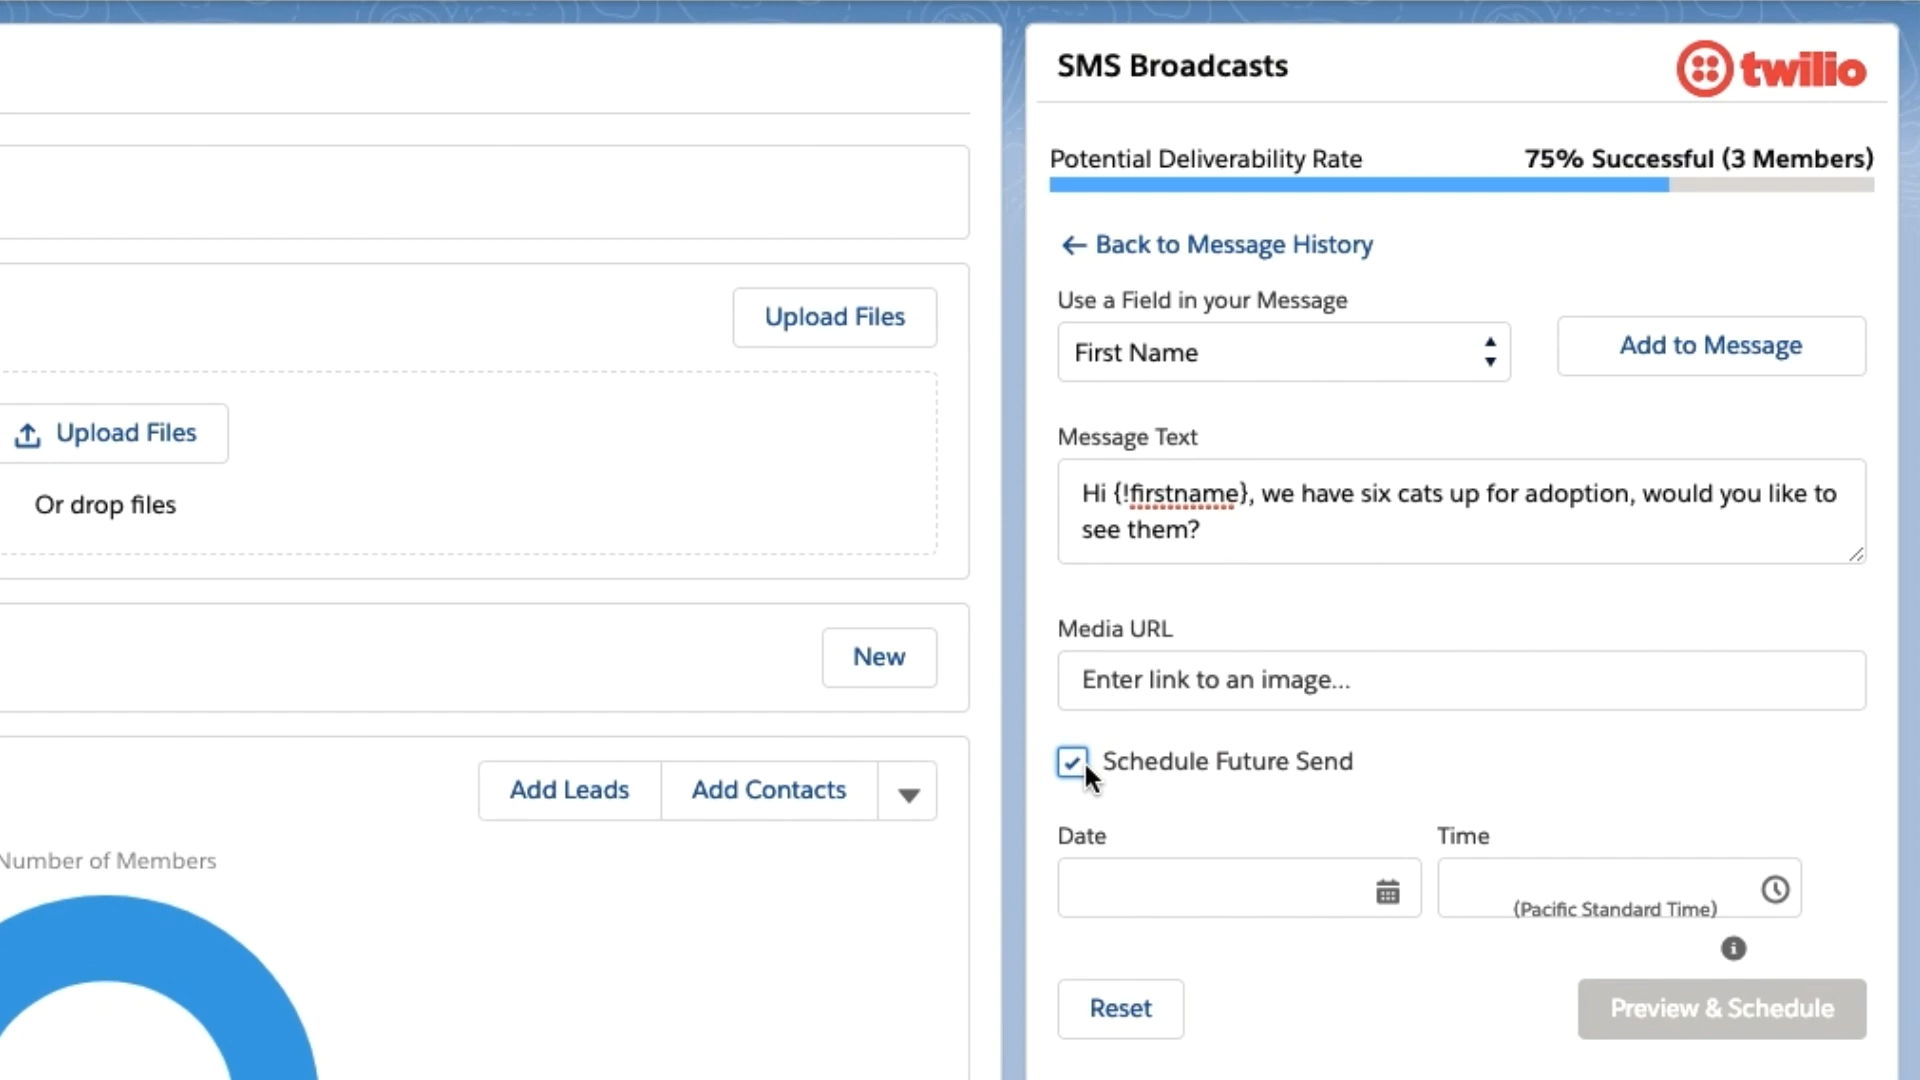 SMS Broadcasts
twilio
Potential Deliverability Rate
75% Successful (3 Members)
← Back to Message History
Use a Field in your Message
First Name
Add to Message
Message Text
Hi {!firstname}, we have six cats up for adoption, would you like to
see them?
Media URL
Enter link to an image...
Schedule Future Send
Date
Time
(Pacific Standard Time)
Reset
Preview & Schedule
Upload Files
Upload Files
Or drop files
New
Add Leads
Add Contacts
Number of Members